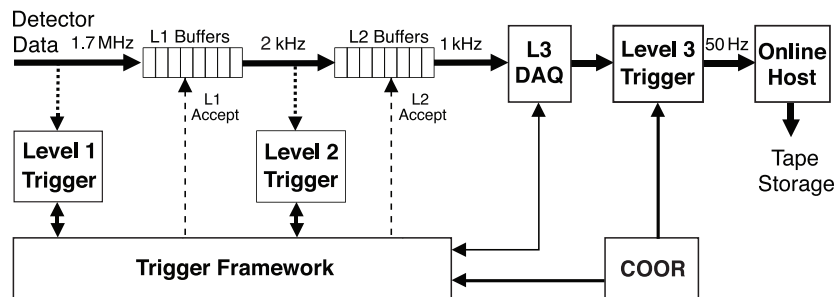 Detector
Data
1.7 MHz
L1 Buffers
2 kHz
L2 Buffers
1 kHz
L3
DAQ
Level 3
Trigger
50 Hz
Online
Host
L1
Accept
L2
Accept
Level 1
Trigger
Level 2
Trigger
Tape
Storage
Trigger Framework
COOR